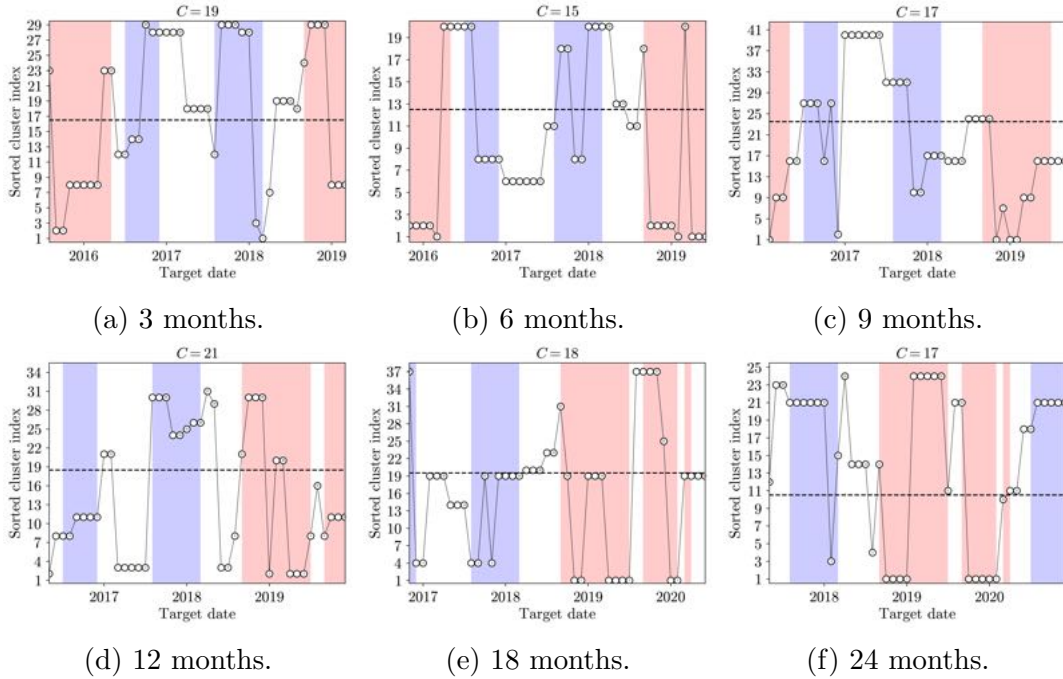 C = 19
Sorted cluster index
29
27
25
23
21
19
17
15
13
11
9
7
5
3
1
2016 2017 2018 2019
Target date
(a) 3 months.
C = 15
Sorted cluster index
20
19
17
15
13
11
9
7
5
3
1
2016 2017 2018 2019
Target date
(b) 6 months.
C = 17
Sorted cluster index
41
37
33
29
25
21
17
13
9
5
1
2017 2018 2019
Target date
(c) 9 months.
C = 21
Sorted cluster index
34
31
28
25
22
19
16
13
10
7
4
1
2017 2018 2019
Target date
(d) 12 months.
C = 18
Sorted cluster index
37
34
31
28
25
22
19
16
13
10
7
4
1
2017 2018 2019 2020
Target date
(e) 18 months.
C = 17
Sorted cluster index
25
23
21
19
17
15
13
11
9
7
5
3
1
2018 2019 2020
Target date
(f) 24 months.